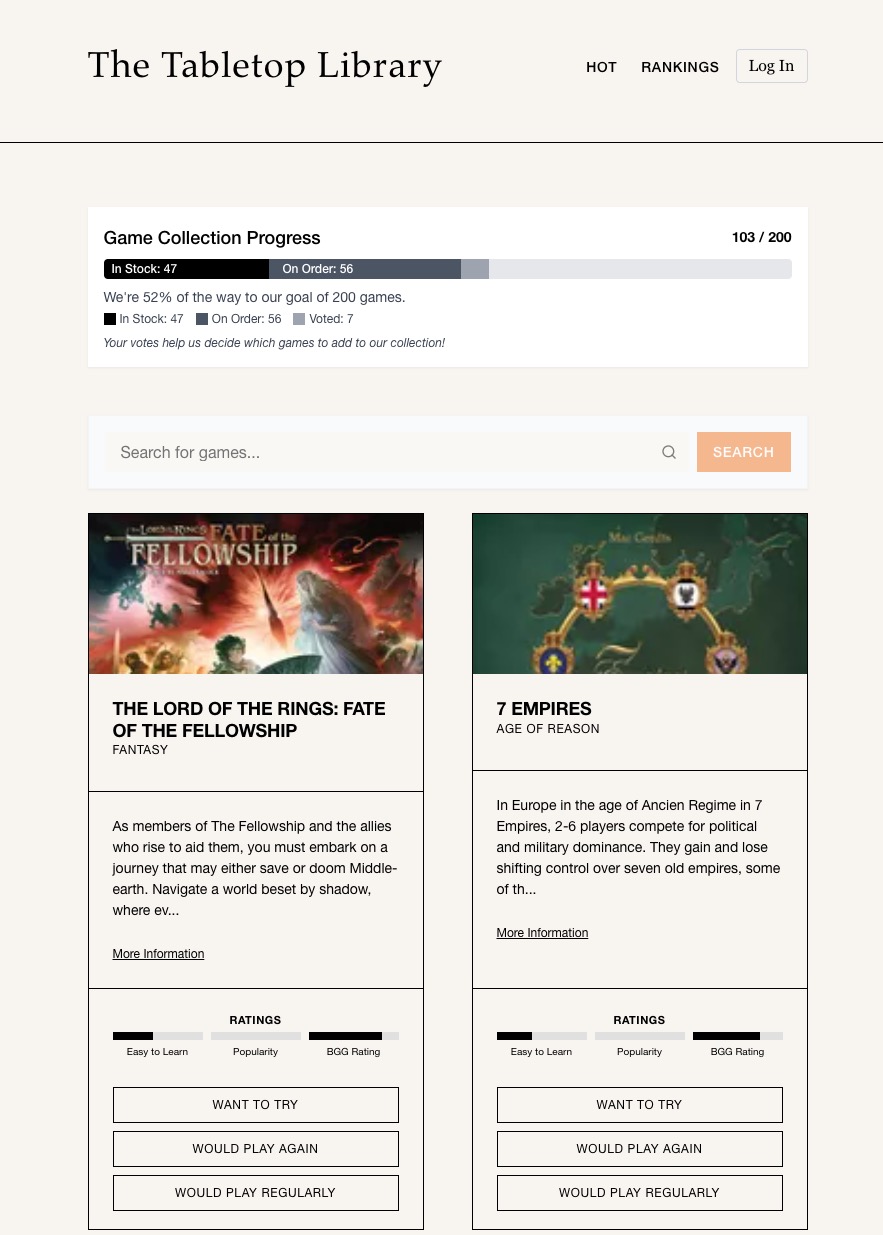 The Tabletop Library
HOT
RANKINGS
Log In
Game Collection Progress
103 / 200
In Stock: 47
On Order: 56
We're 52% of the way to our goal of 200 games.
In Stock: 47
On Order: 56
Voted: 7
Your votes help us decide which games to add to our collection!
Search for games...
SEARCH
THE LORD OF THE RINGS FATE of the
FELLOWSHIP
THE LORD OF THE RINGS: FATE
OF THE FELLOWSHIP
FANTASY
As members of The Fellowship and the allies
who rise to aid them, you must embark on a
journey that may either save or doom Middle-
earth. Navigate a world beset by shadow,
where ev...
More Information
RATINGS
Easy to Learn
Popularity
BGG Rating
WANT TO TRY
WOULD PLAY AGAIN
WOULD PLAY REGULARLY
Mac Gerdts
7 EMPIRES
AGE OF REASON
In Europe in the age of Ancien Regime in 7
Empires, 2-6 players compete for political
and military dominance. They gain and lose
shifting control over seven old empires, some
of th...
More Information
RATINGS
Easy to Learn
Popularity
BGG Rating
WANT TO TRY
WOULD PLAY AGAIN
WOULD PLAY REGULARLY